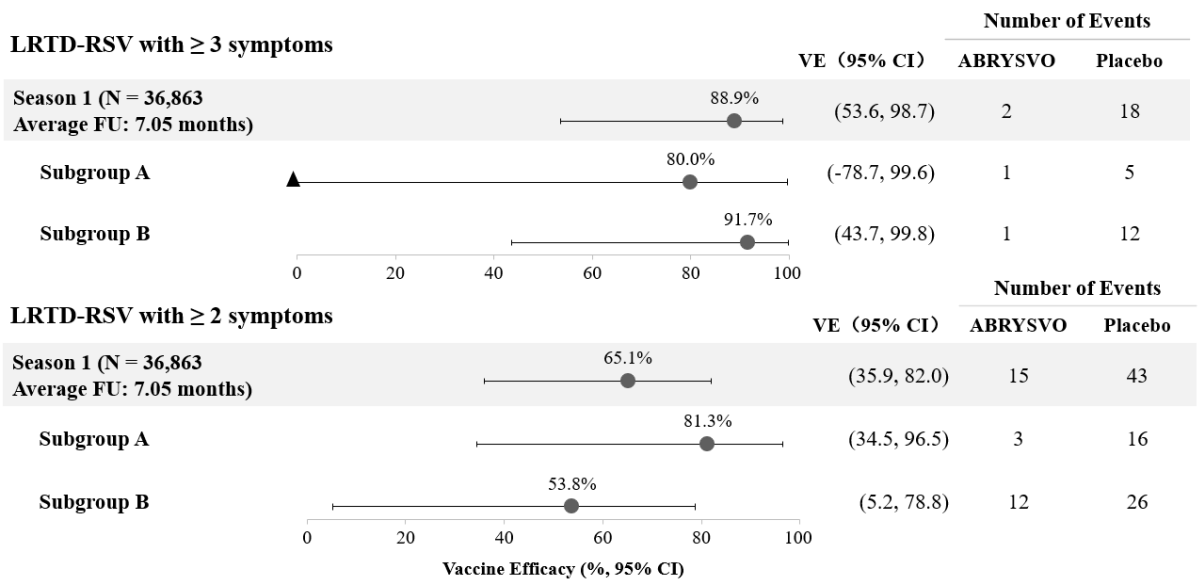 Number of Events
LRTD-RSV with ≥ 3 symptoms
VE（95% CI） ABRYSVO Placebo
Season 1 (N = 36,863
Average FU: 7.05 months)
88.9% (53.6, 98.7) 2 18
Subgroup A 80.0% (-78.7, 99.6) 1 5
Subgroup B 91.7% (43.7, 99.8) 1 12
0 20 40 60 80 100
Number of Events
LRTD-RSV with ≥ 2 symptoms
VE（95% CI） ABRYSVO Placebo
Season 1 (N = 36,863
Average FU: 7.05 months)
65.1% (35.9, 82.0) 15 43
Subgroup A 81.3% (34.5, 96.5) 3 16
Subgroup B 53.8% (5.2, 78.8) 12 26
0 20 40 60 80 100
Vaccine Efficacy (%, 95% CI)